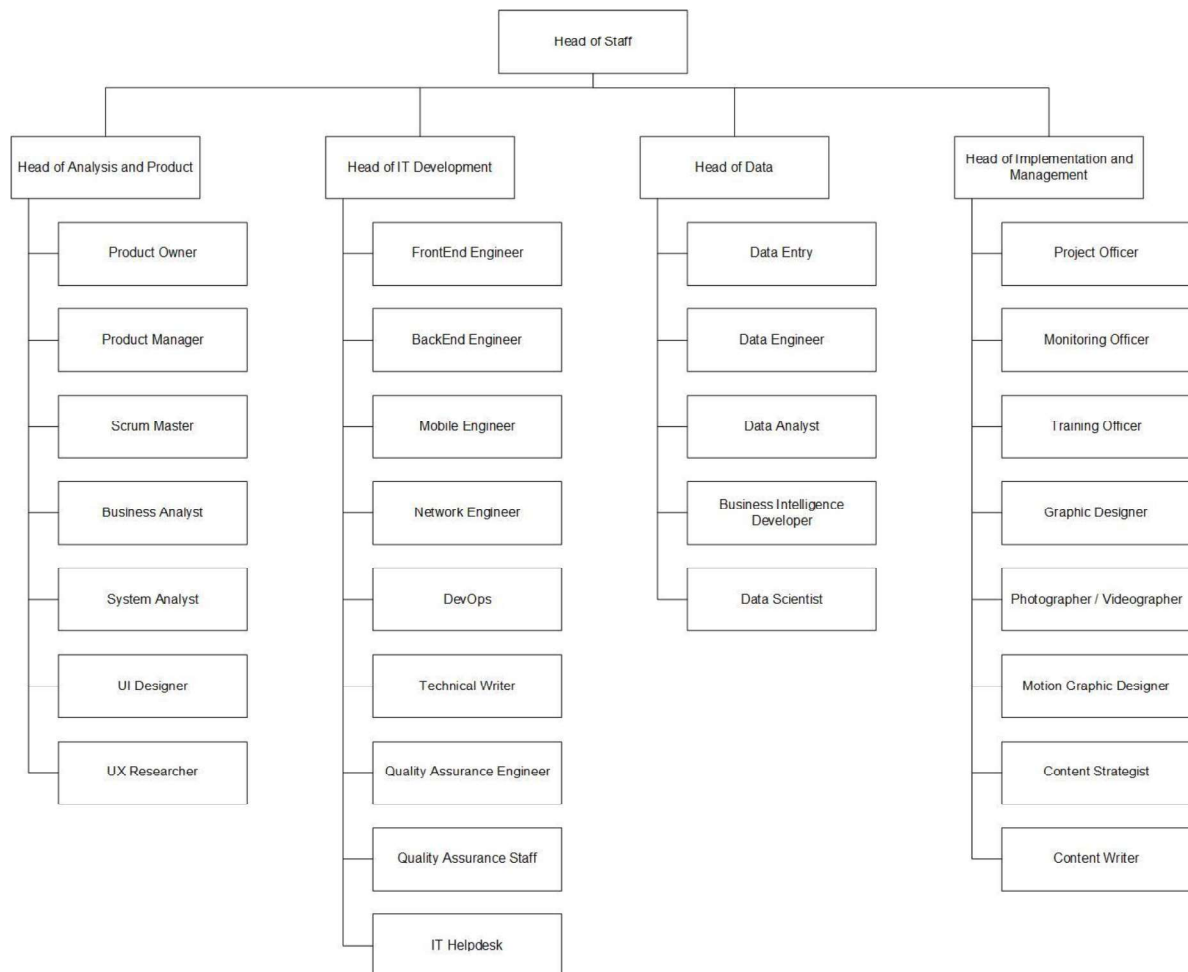 Head of Staff
Head of Analysis and Product
Product Owner
Product Manager
Scrum Master
Business Analyst
System Analyst
UI Designer
UX Researcher
Head of IT Development
FrontEnd Engineer
BackEnd Engineer
Mobile Engineer
Network Engineer
DevOps
Technical Writer
Quality Assurance Engineer
Quality Assurance Staff
IT Helpdesk
Head of Data
Data Entry
Data Engineer
Data Analyst
Business Intelligence
Developer
Data Scientist
Head of Implementation and
Management
Project Officer
Monitoring Officer
Training Officer
Graphic Designer
Photographer / Videographer
Motion Graphic Designer
Content Strategist
Content Writer